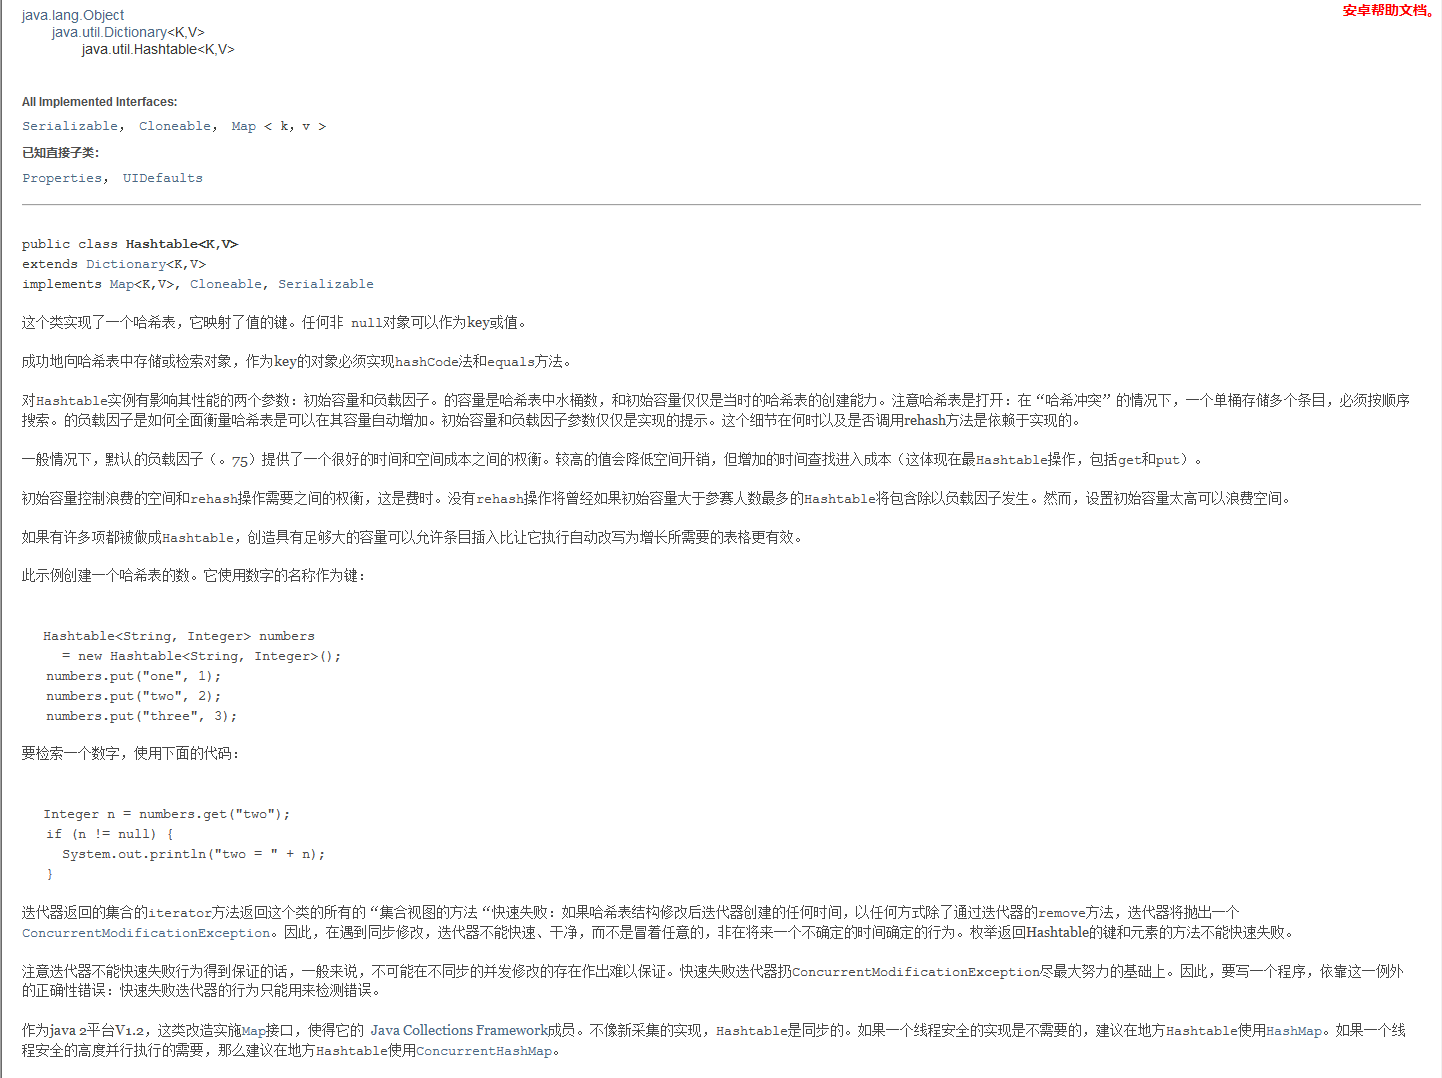 java.lang.Object
安卓帮助文档。
java.util.Dictionary<K,V>
java.util.Hashtable<K,V>
All Implemented Interfaces:
Serializable， Cloneable， Map < k，v >
已知直接子类：
Properties， UIDefaults
public class Hashtable<K,V>
extends Dictionary<K,V>
implements Map<K,V>, Cloneable, Serializable
这个类实现了一个哈希表，它映射了值的键。任何非 null对象可以作为key或值。
成功地向哈希表中存储或检索对象，作为key的对象必须实现hashCode法和equals方法。
对Hashtable实例有影响其性能的两个参数：初始容量和负载因子。的容量是哈希表中水桶数，和初始容量仅仅是当时的哈希表的创建能力。注意哈希表是打开：在“哈希冲突”的情况下，一个单桶存储多个条目，必须按顺序
搜索。的负载因子是如何全面衡量哈希表是可以在其容量自动增加。初始容量和负载因子参数仅仅是实现的提示。这个细节在何时以及是否调用rehash方法是依赖于实现的。
一般情况下，默认的负载因子（。75）提供了一个很好的时间和空间成本之间的权衡。较高的值会降低空间开销，但增加的时间查找进入成本（这体现在最Hashtable操作，包括get和put）。
初始容量控制浪费的空间和rehash操作需要之间的权衡，这是费时。没有rehash操作将曾经如果初始容量大于参赛人数最多的Hashtable将包含除以负载因子发生。然而，设置初始容量太高可以浪费空间。
如果有许多项都被做成Hashtable，创造具有足够大的容量可以允许条目插入比让它执行自动改写为增长所需要的表格更有效。
此示例创建一个哈希表的数。它使用数字的名称作为键：
Hashtable<String, Integer> numbers
= new Hashtable<String, Integer>();
numbers.put("one", 1);
numbers.put("two", 2);
numbers.put("three", 3);
要检索一个数字，使用下面的代码：
Integer n = numbers.get("two");
if (n != null) {
System.out.println("two = " + n);
}
迭代器返回的集合的iterator方法返回这个类的所有的“集合视图的方法“快速失败：如果哈希表结构修改后迭代器创建的任何时间，以任何方式除了通过迭代器的remove方法，迭代器将抛出一个
ConcurrentModificationException。因此，在遇到同步修改，迭代器不能快速、干净，而不是冒着任意的，非在将来一个不确定的时间确定的行为。枚举返回Hashtable的键和元素的方法不能快速失败。
注意迭代器不能快速失败行为得到保证的话，一般来说，不可能在不同步的并发修改的存在作出难以保证。快速失败迭代器扔ConcurrentModificationException尽最大努力的基础上。因此，要写一个程序，依靠这一例外
的正确性错误：快速失败迭代器的行为只能用来检测错误。
作为java 2平台V1.2，这类改造实施Map接口，使得它的 Java Collections Framework成员。不像新采集的实现，Hashtable是同步的。如果一个线程安全的实现是不需要的，建议在地方Hashtable使用HashMap。如果一个线
程安全的高度并行执行的需要，那么建议在地方Hashtable使用ConcurrentHashMap。